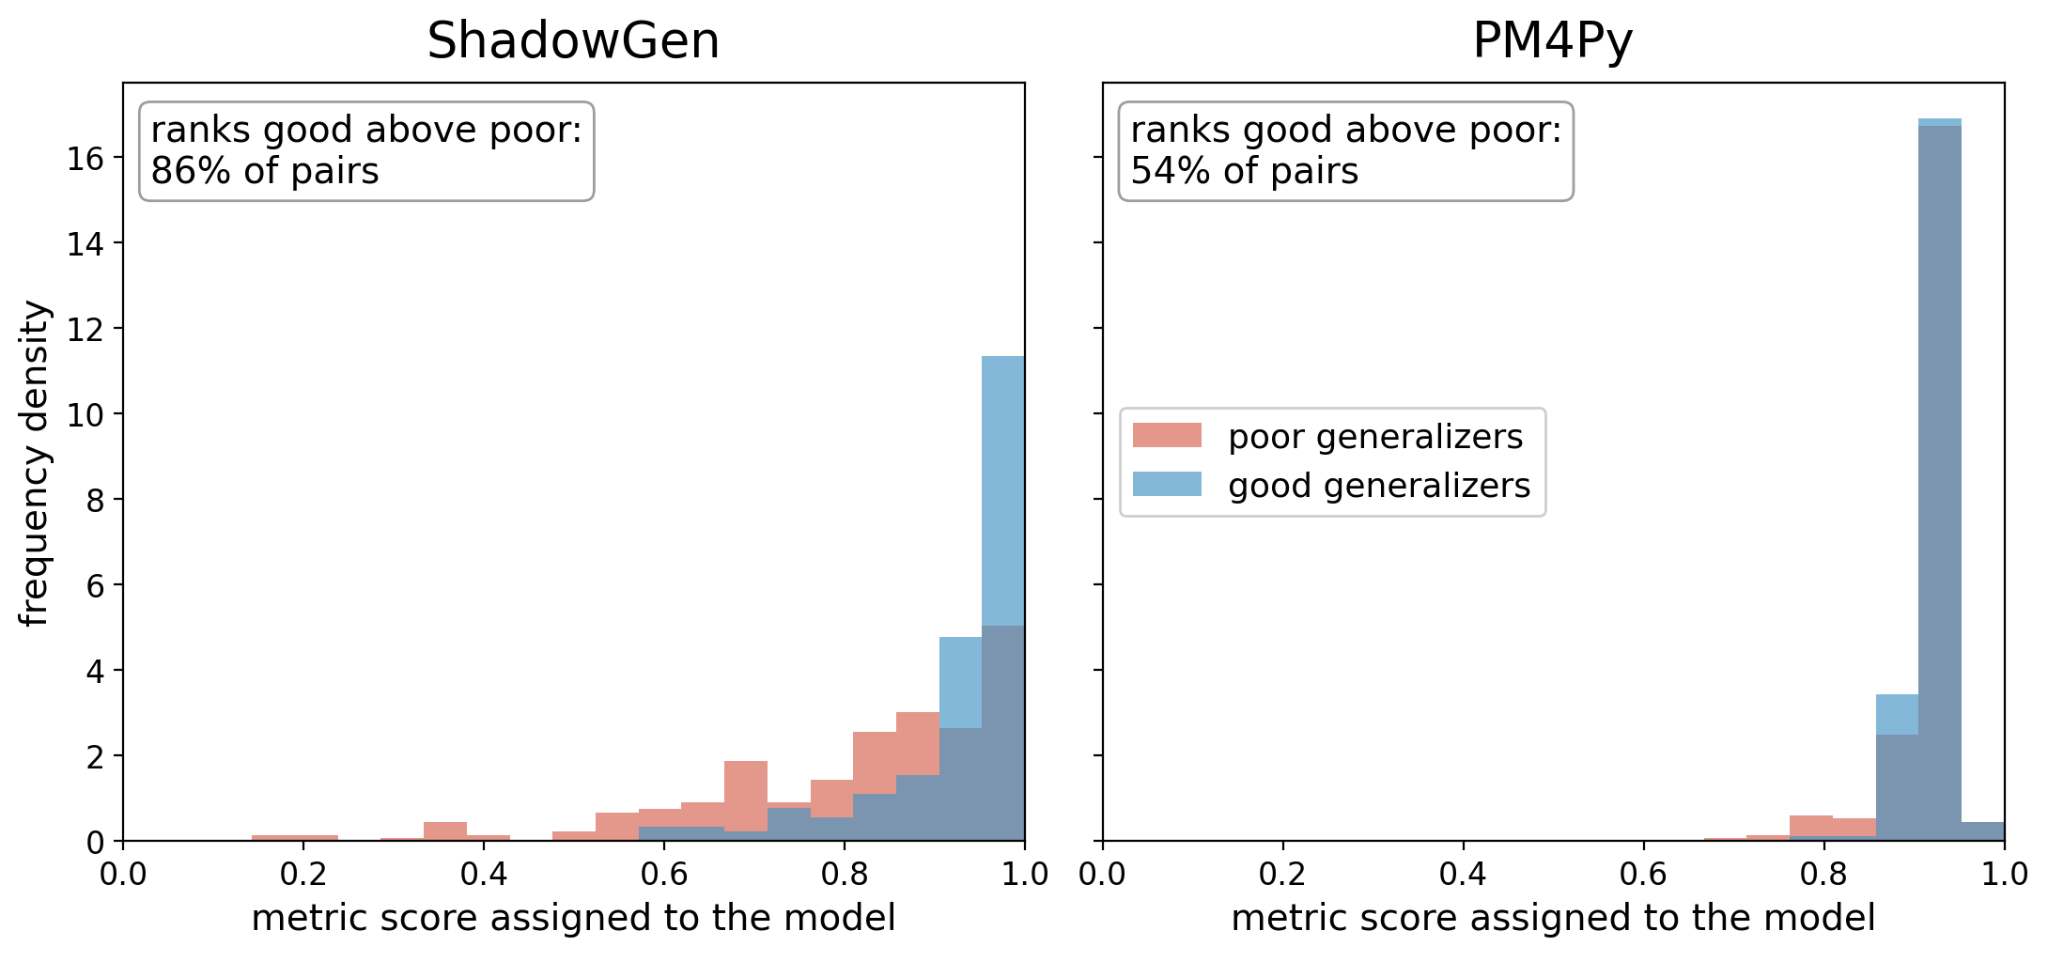 ShadowGen
PM4Py
ranks good above poor:
86% of pairs
ranks good above poor:
54% of pairs
frequency density
16
14
12
10
8
6
4
2
0
poor generalizers
good generalizers
0.0 0.2 0.4 0.6 0.8 1.0
0.0 0.2 0.4 0.6 0.8 1.0
metric score assigned to the model
metric score assigned to the model